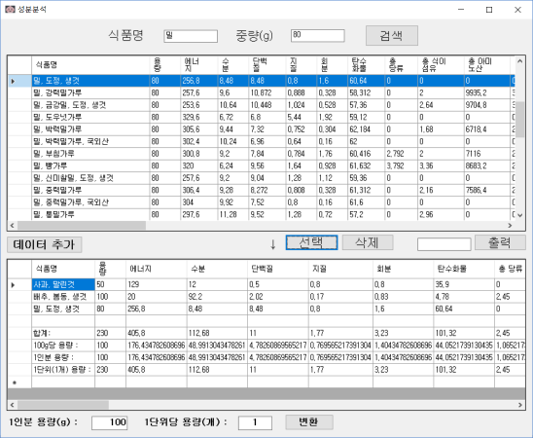 성분분석
식품명 밀 중량(g) 80 검색
식품명 용량 에너지 수분 단백질 지질 회분 탄수화물 총 당류 총 식이섬유 총 아미노산
밀, 도정, 생것 80 256,8 8,48 8,48 0,8 1,6 60,64 0 0 0
밀, 강력밀가루 80 257,6 9,6 10,872 0,808 0,328 58,312 0 2 9935,2
밀, 금강밀, 도정, 생것 80 253,6 10,64 10,448 1,024 0,528 57,36 0 2,64 9704,8
밀, 도우넛가루 80 329,6 6,72 6,8 5,44 1,92 59,12 0 0 0
밀, 박력밀가루 80 305,6 9,44 7,32 0,752 0,304 62,184 0 1,68 6718,4
밀, 박력밀가루, 국외산 80 302,4 10,24 6,96 0,64 0,16 62 0 0 0
밀, 부침가루 80 300,8 9,2 7,84 0,784 1,76 60,416 2,792 2 7116
밀, 빵가루 80 320 6,24 9,56 1,64 0,928 61,632 3,792 3,36 8683,2
밀, 신미찰밀, 도정, 생것 80 257,6 9,2 9,04 1,28 1,12 59,36 0 0 0
밀, 중력밀가루 80 306,4 9,28 8,272 0,808 0,328 61,312 0 2,16 7586,4
밀, 중력밀가루, 국외산 80 304 9,92 7,52 0,8 0,16 61,6 0 0 0
밀, 통밀가루 80 297,6 11,28 9,52 1,28 0,72 57,2 0 2,96 0
데이터 추가 ↓ 선택 삭제 출력
식품명 용량 에너지 수분 단백질 지질 회분 탄수화물 총 당류
사과, 말린것 50 129 12 0,5 0,8 0,8 35,9 0
배추, 봄동, 생것 100 20 92,2 2,02 0,17 0,83 4,78 2,45
밀, 도정, 생것 80 256,8 8,48 8,48 0,8 1,6 60,64 0
합계: 230 405,8 112,68 11 1,77 3,23 101,32 2,45
100g당 용량 : 100 176,434782608696 48,9913043478261 4,78260869565217 0,769565217391304 1,40434782608696 44,0521739130435 1,06521
1인분 용량 : 100 176,434782608696 48,9913043478261 4,78260869565217 0,769565217391304 1,40434782608696 44,0521739130435 1,06521
1단위(1개) 용량 : 230 405,8 112,68 11 1,77 3,23 101,32 2,45
1인분 용량(g) : 100 1단위당 용량(개) : 1 변환